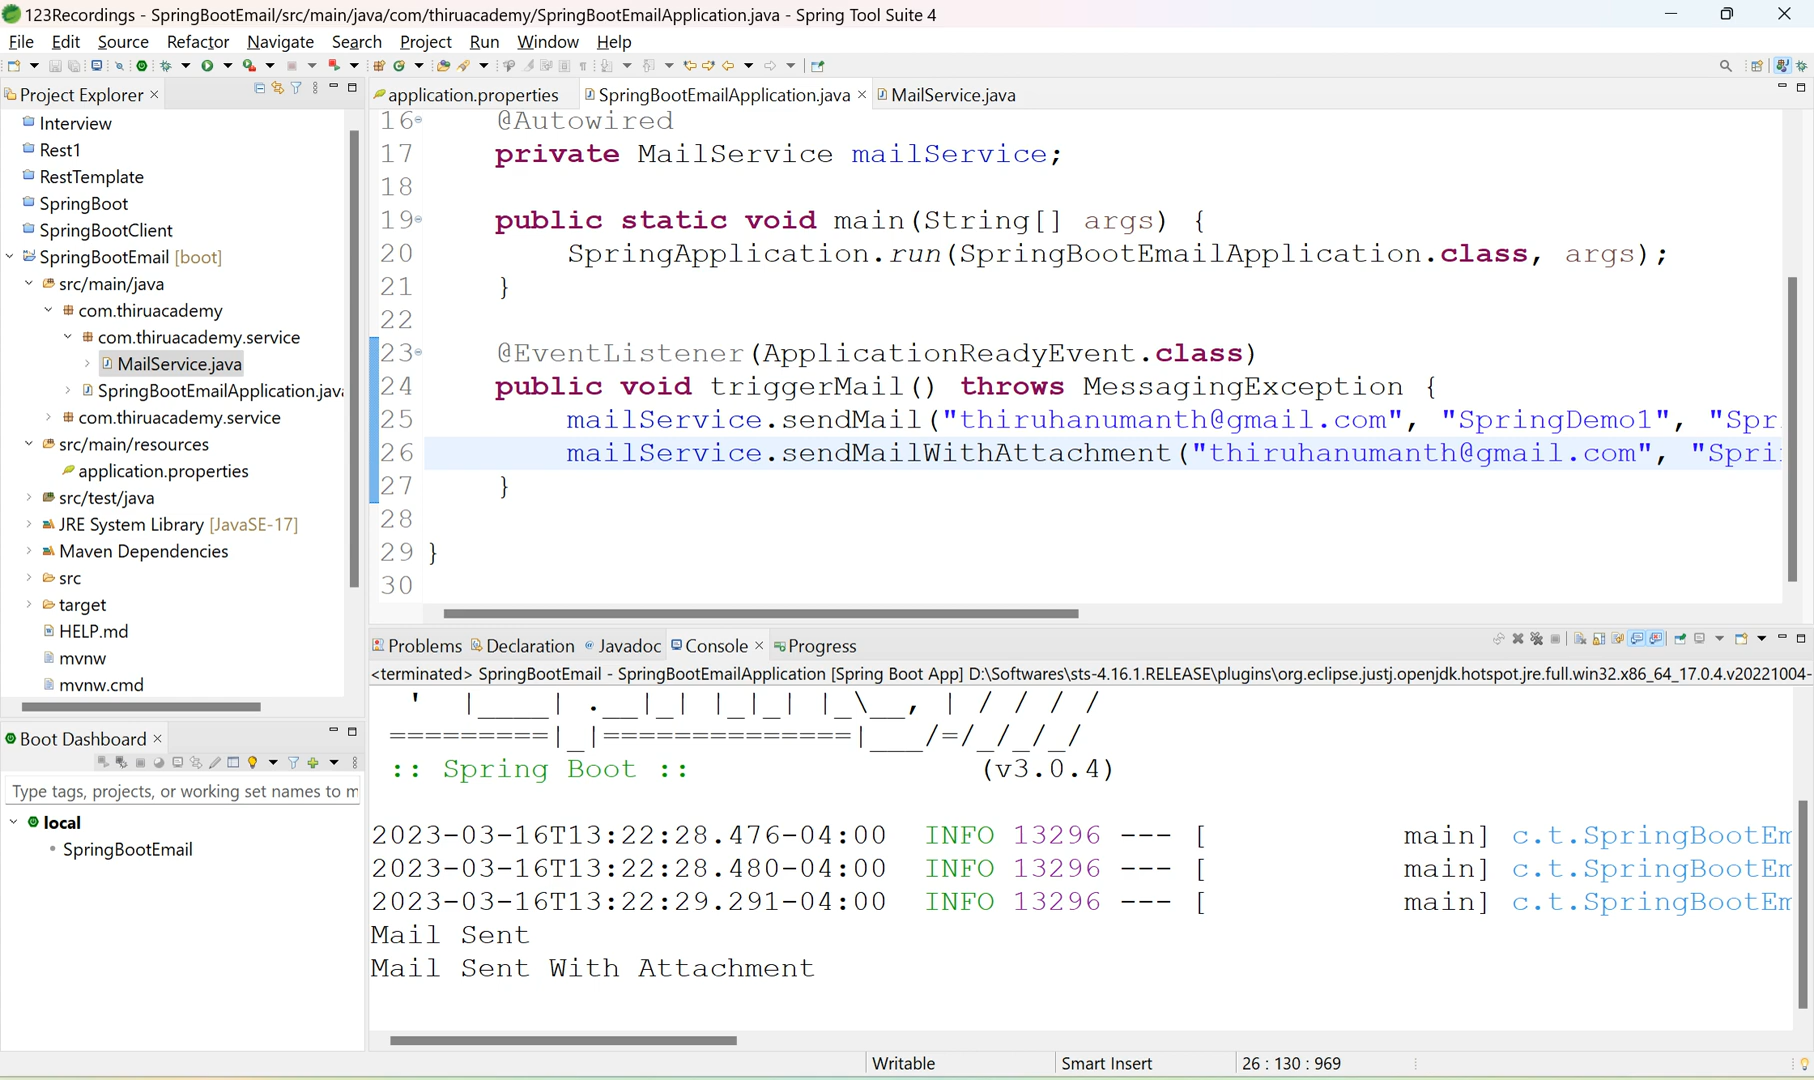 123Recordings - SpringBootEmail/src/main/java/com/thiruacademy/SpringBootEmailApplication.java - Spring Tool Suite 4
File Edit Source Refactor Navigate Search Project Run Window Help
Project Explorer
Interview
Rest1
RestTemplate
SpringBoot
SpringBootClient
SpringBootEmail [boot]
src/main/java
com.thiruacademy
com.thiruacademy.service
MailService.java
SpringBootEmailApplication.java
com.thiruacademy.service
src/main/resources
application.properties
src/test/java
JRE System Library [JavaSE-17]
Maven Dependencies
src
target
HELP.md
mvnw
mvnw.cmd
Boot Dashboard
Type tags, projects, or working set names to m
local
SpringBootEmail
application.properties SpringBootEmailApplication.java MailService.java
16 @Autowired
17 private MailService mailService;
18
19 public static void main(String[] args) {
20 SpringApplication.run(SpringBootEmailApplication.class, args);
21 }
22
23 @EventListener(ApplicationReadyEvent.class)
24 public void triggerMail() throws MessagingException {
25 mailService.sendMail("thiruhanumanth@gmail.com", "SpringDemo1", "Spr
26 mailService.sendMailWithAttachment("thiruhanumanth@gmail.com", "Spri
27 }
28
29 }
30
Problems Declaration Javadoc Console Progress
<terminated> SpringBootEmail - SpringBootEmailApplication [Spring Boot App] D:\Softwares\sts-4.16.1.RELEASE\plugins\org.eclipse.justj.openjdk.hotspot.jre.full.win32.x86_64_17.0.4.v20221004-
' |____| .__|_| |_|_| |_\__, | / / / /
=========|_|==============|___/=/_/_/_/
:: Spring Boot :: (v3.0.4)
2023-03-16T13:22:28.476-04:00 INFO 13296 --- [ main] c.t.SpringBootEm
2023-03-16T13:22:28.480-04:00 INFO 13296 --- [ main] c.t.SpringBootEm
2023-03-16T13:22:29.291-04:00 INFO 13296 --- [ main] c.t.SpringBootEm
Mail Sent
Mail Sent With Attachment
Writable Smart Insert 26 : 130 : 969